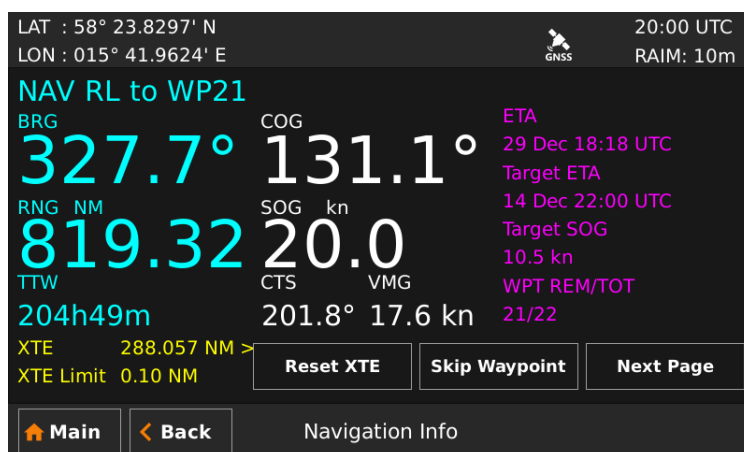 LAT : 58° 23.8297' N
LON : 015° 41.9624' E
GNSS
20:00 UTC
RAIM: 10m
NAV RL to WP21
BRG
327.7°
COG
131.1°
RNG NM
819.32
SOG kn
20.0
TTW
204h49m
CTS VMG
201.8° 17.6 kn
ETA
29 Dec 18:18 UTC
Target ETA
14 Dec 22:00 UTC
Target SOG
10.5 kn
WPT REM/TOT
21/22
XTE 288.057 NM >
XTE Limit 0.10 NM
Reset XTE
Skip Waypoint
Next Page
Main
Back
Navigation Info